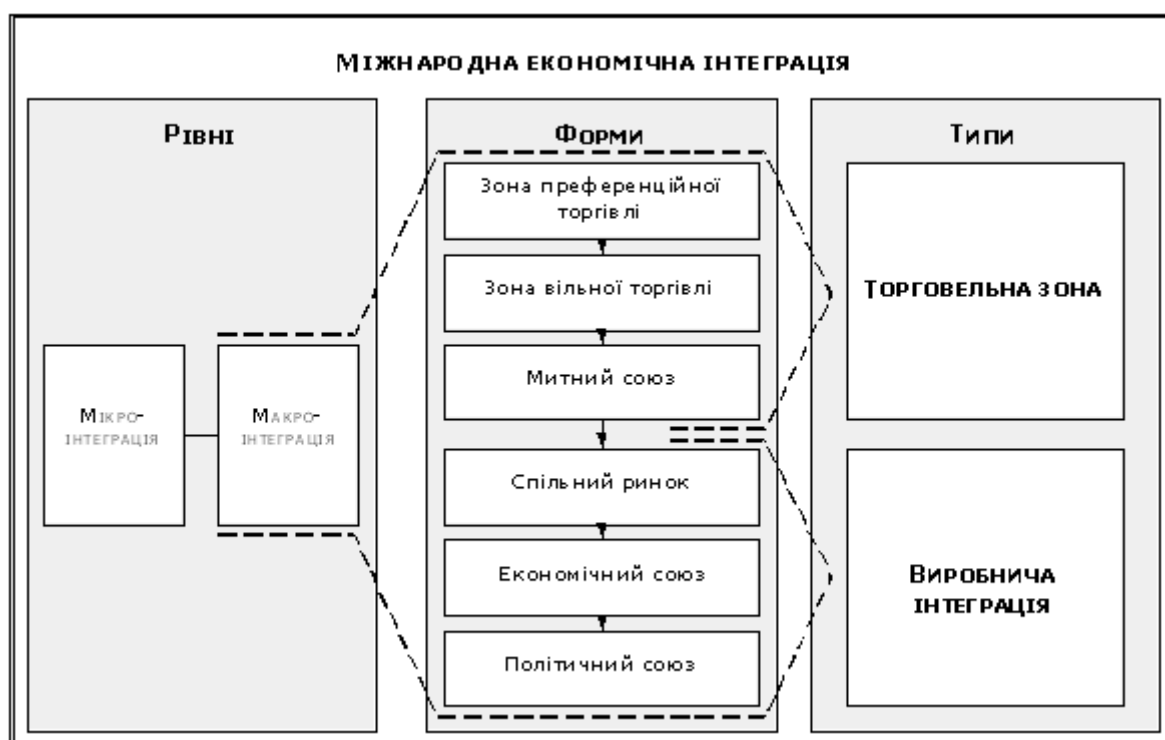 МІЖНАРОДНА ЕКОНОМІЧНА ІНТЕГРАЦІЯ
РІВНІ
МІКРО-
ІНТЕГРАЦІЯ
МАКРО-
ІНТЕГРАЦІЯ
ФОРМИ
Зона преференційної
торгівлі
Зона вільної торгівлі
Митний союз
Спільний ринок
Економічний союз
Політичний союз
ТИПИ
ТОРГОВЕЛЬНА ЗОНА
ВИРОБНИЧА
ІНТЕГРАЦІЯ